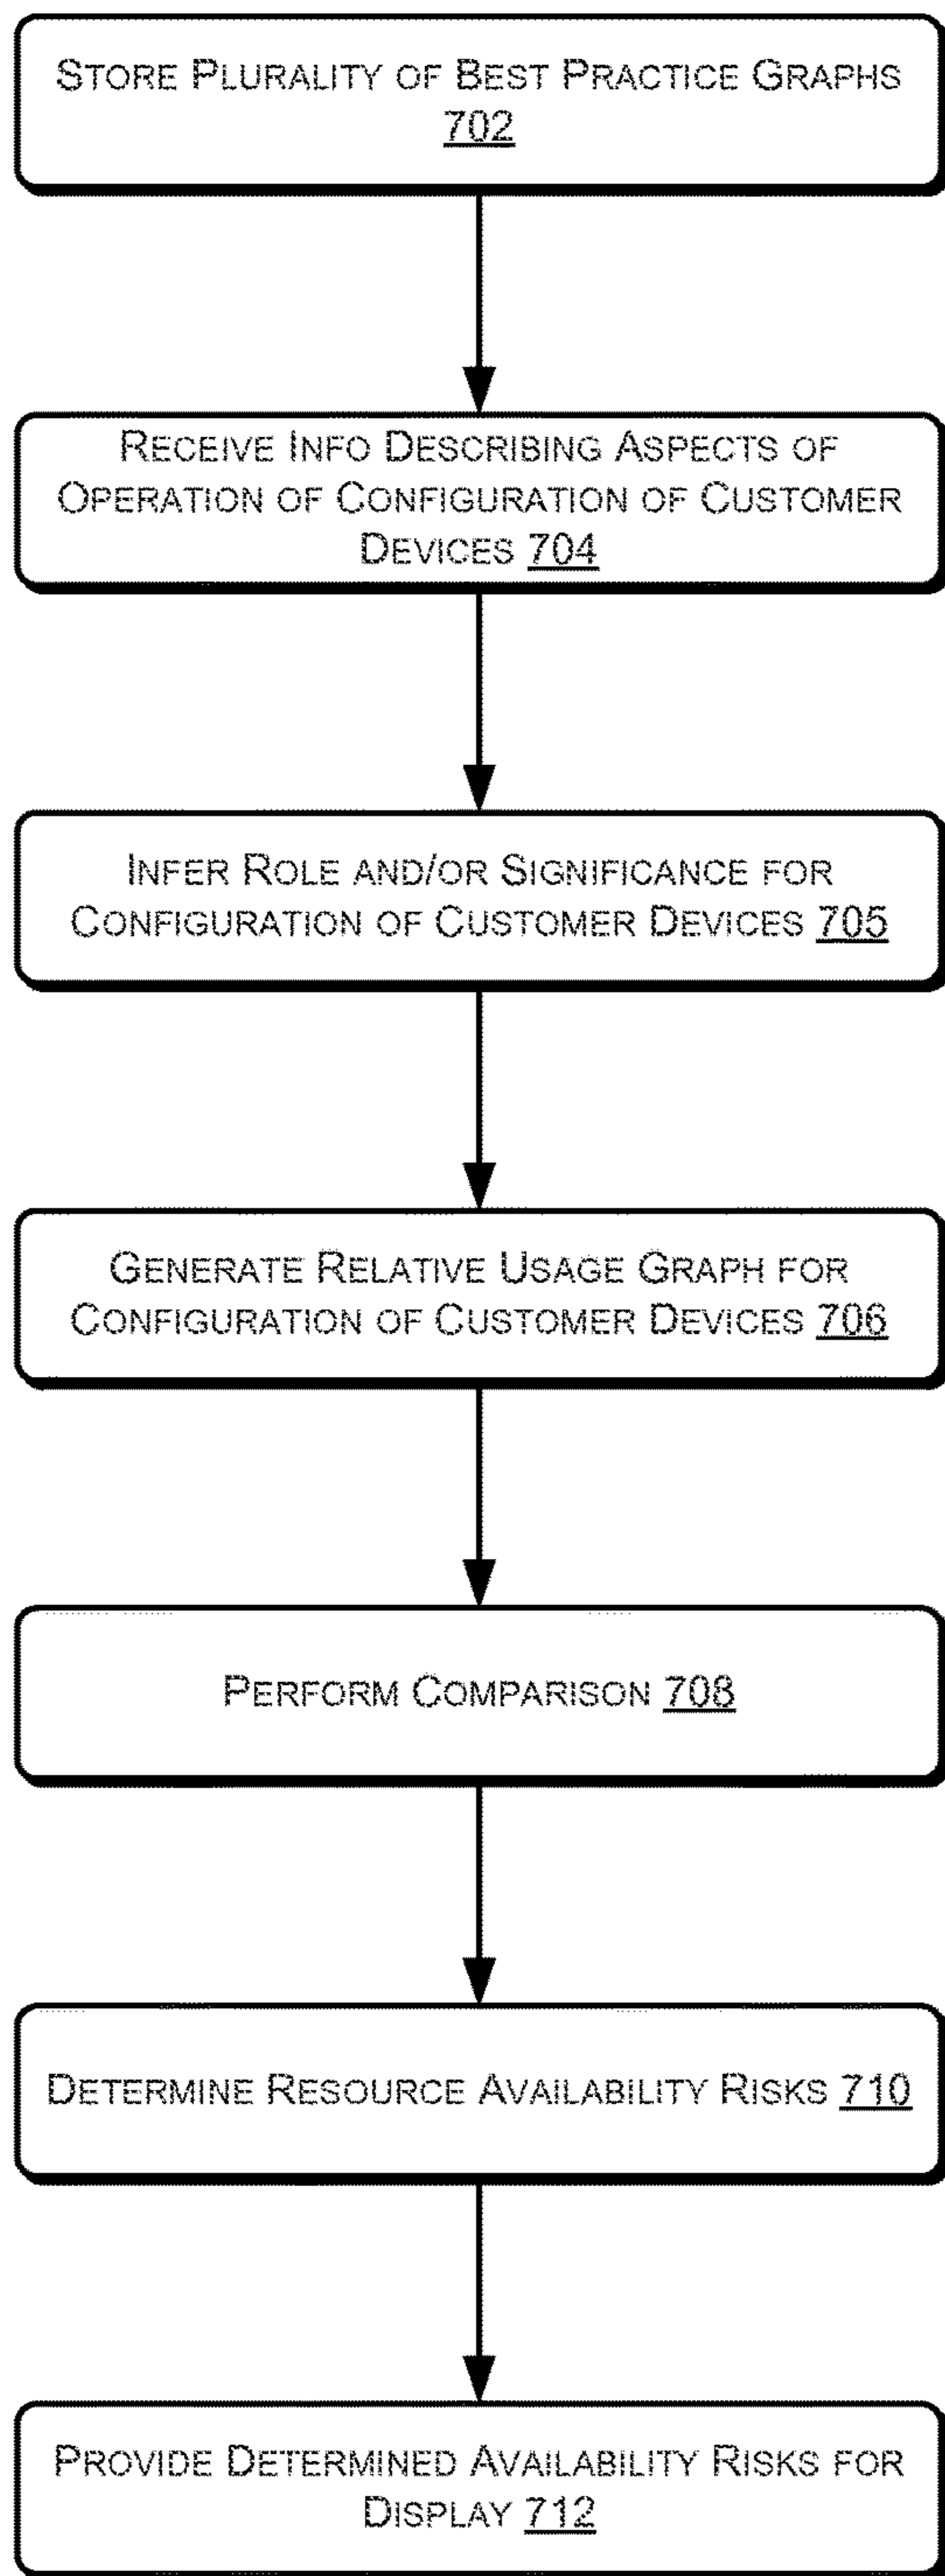 STORE PLURALITY OF BEST PRACTICE GRAPHS
702
RECEIVE INFO DESCRIBING ASPECTS OF
OPERATION OF CONFIGURATION OF CUSTOMER
DEVICES 704
INFER ROLE AND/OR SIGNIFICANCE FOR
CONFIGURATION OF CUSTOMER DEVICES 705
GENERATE RELATIVE USAGE GRAPH FOR
CONFIGURATION OF CUSTOMER DEVICES 706
PERFORM COMPARISON 708
DETERMINE RESOURCE AVAILABILITY RISKS 710
PROVIDE DETERMINED AVAILABILITY RISKS FOR
DISPLAY 712